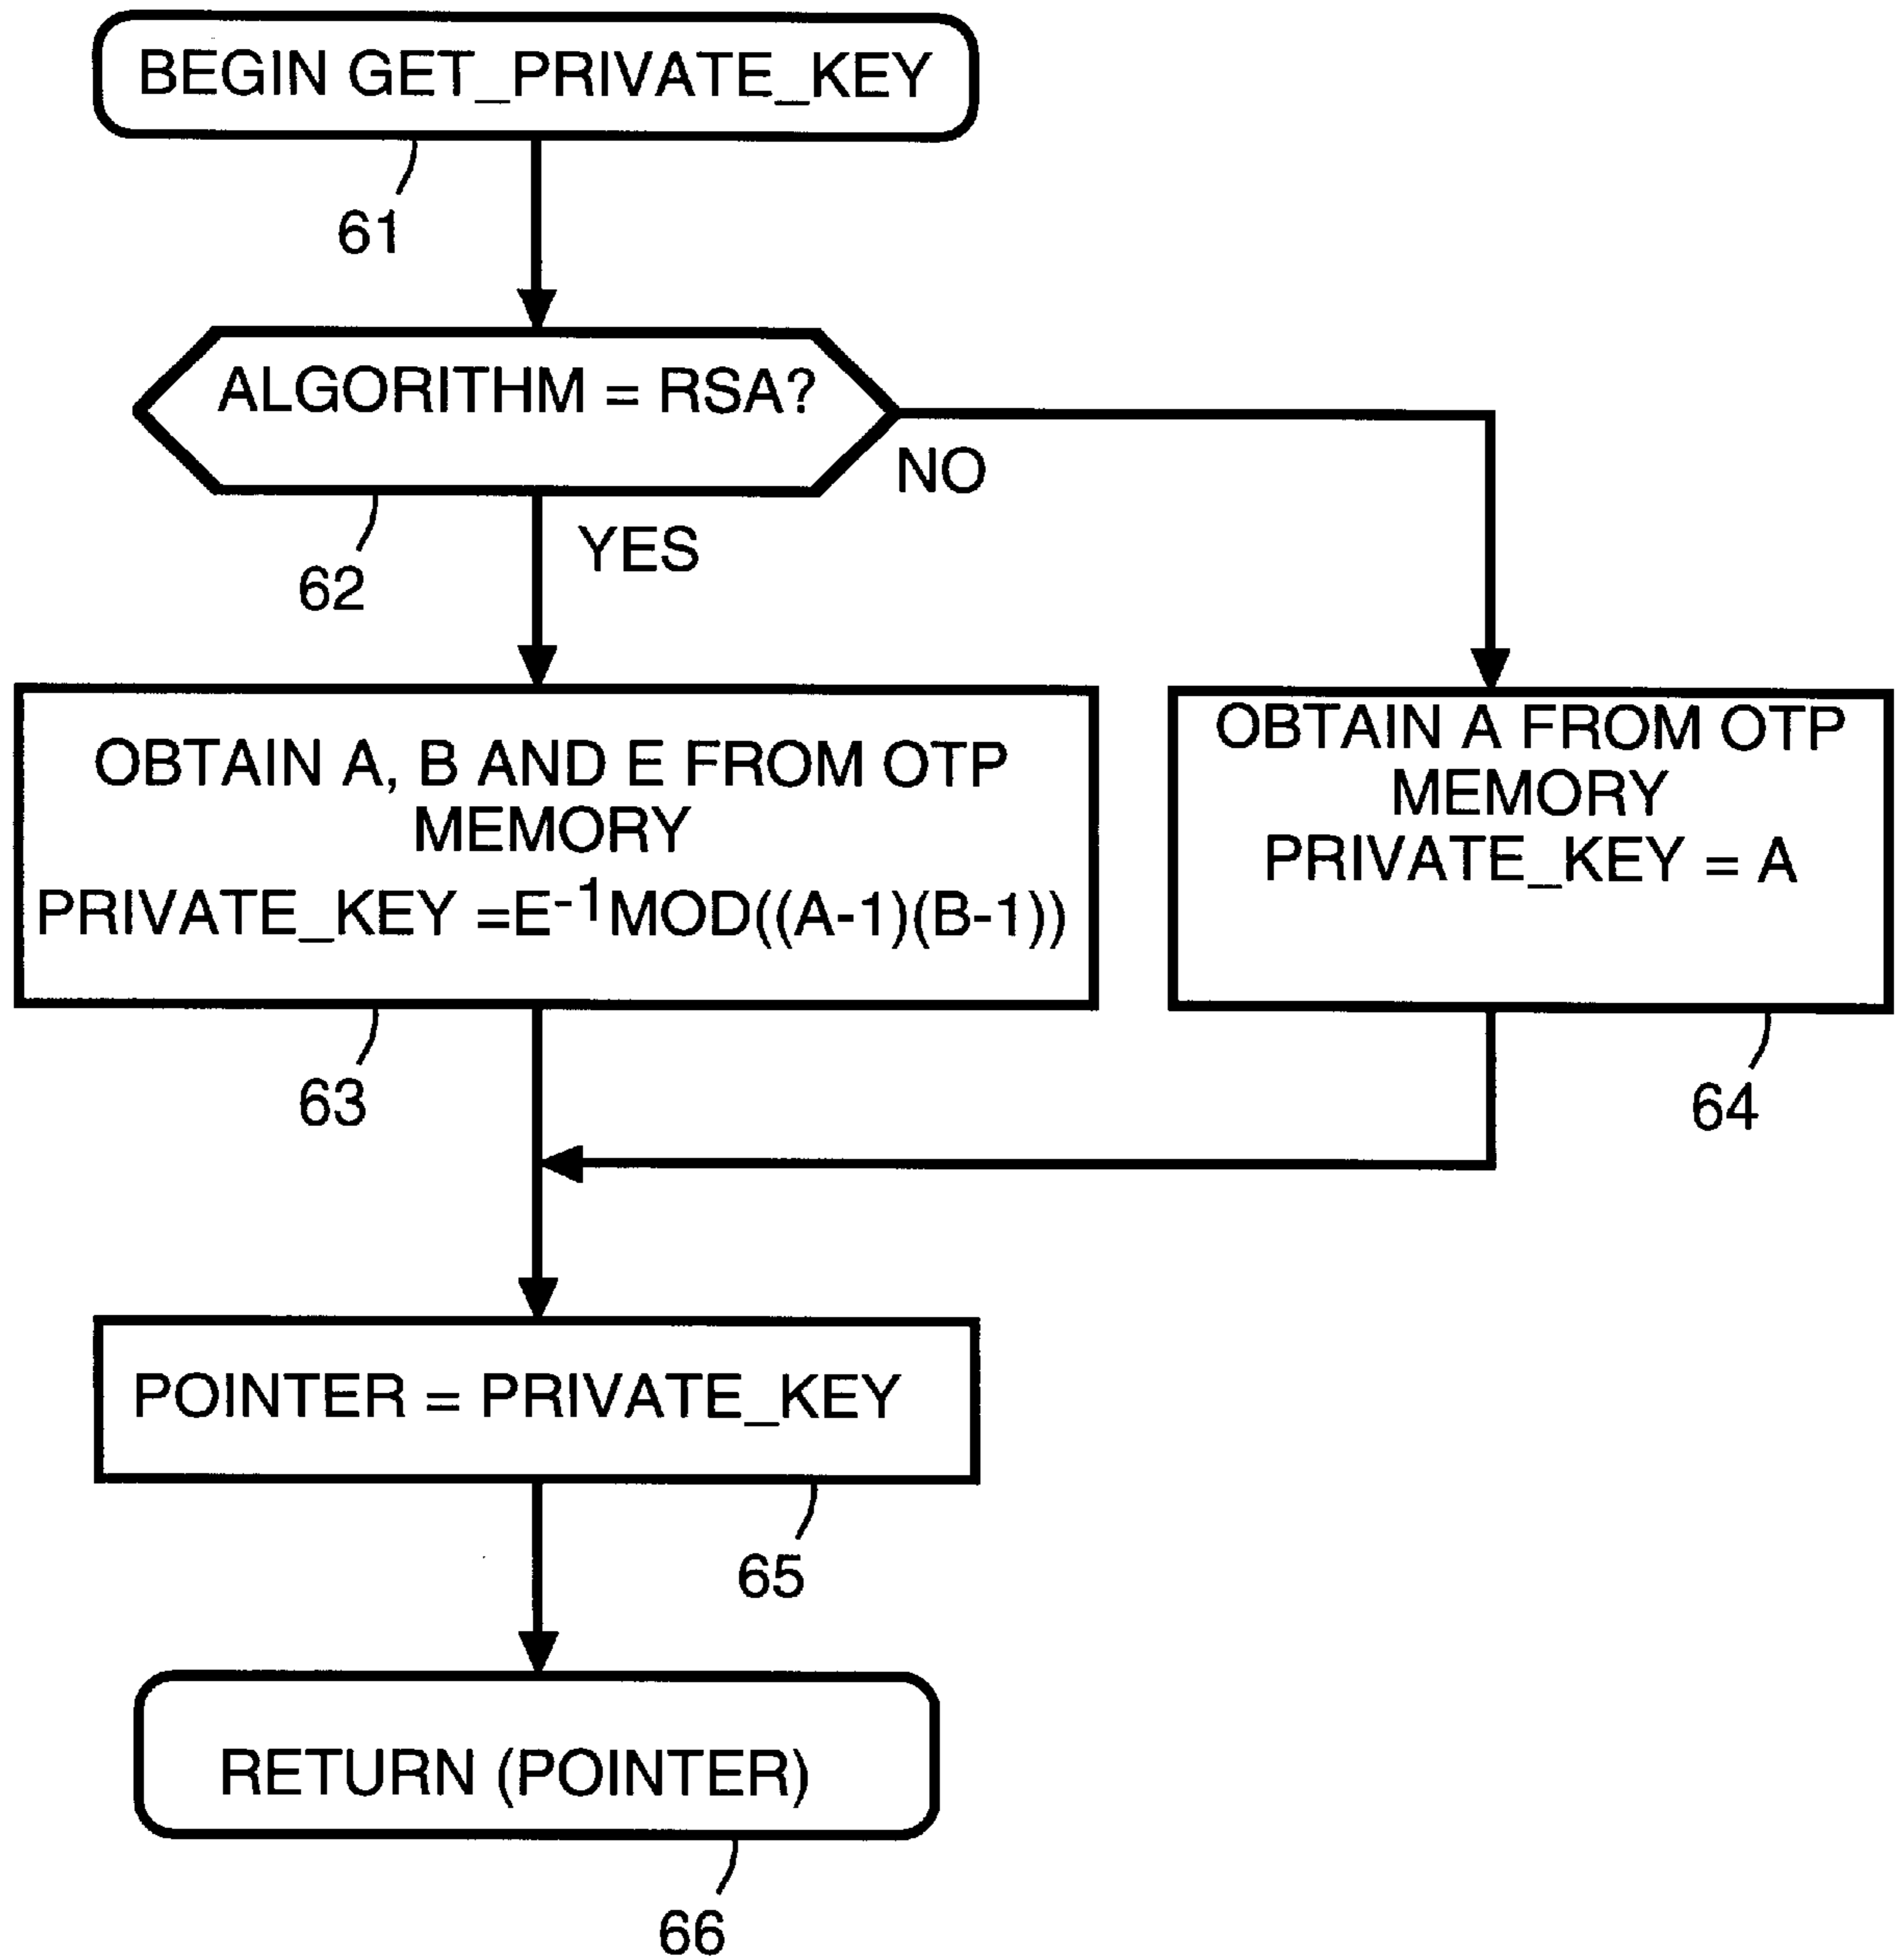 BEGIN GET_PRIVATE_KEY
61
ALGORITHM = RSA?
NO
YES
62
OBTAIN A, B AND E FROM OTP
MEMORY
PRIVATE_KEY =E⁻¹MOD((A-1)(B-1))
63
OBTAIN A FROM OTP
MEMORY
PRIVATE_KEY = A
64
POINTER = PRIVATE_KEY
65
RETURN (POINTER)
66